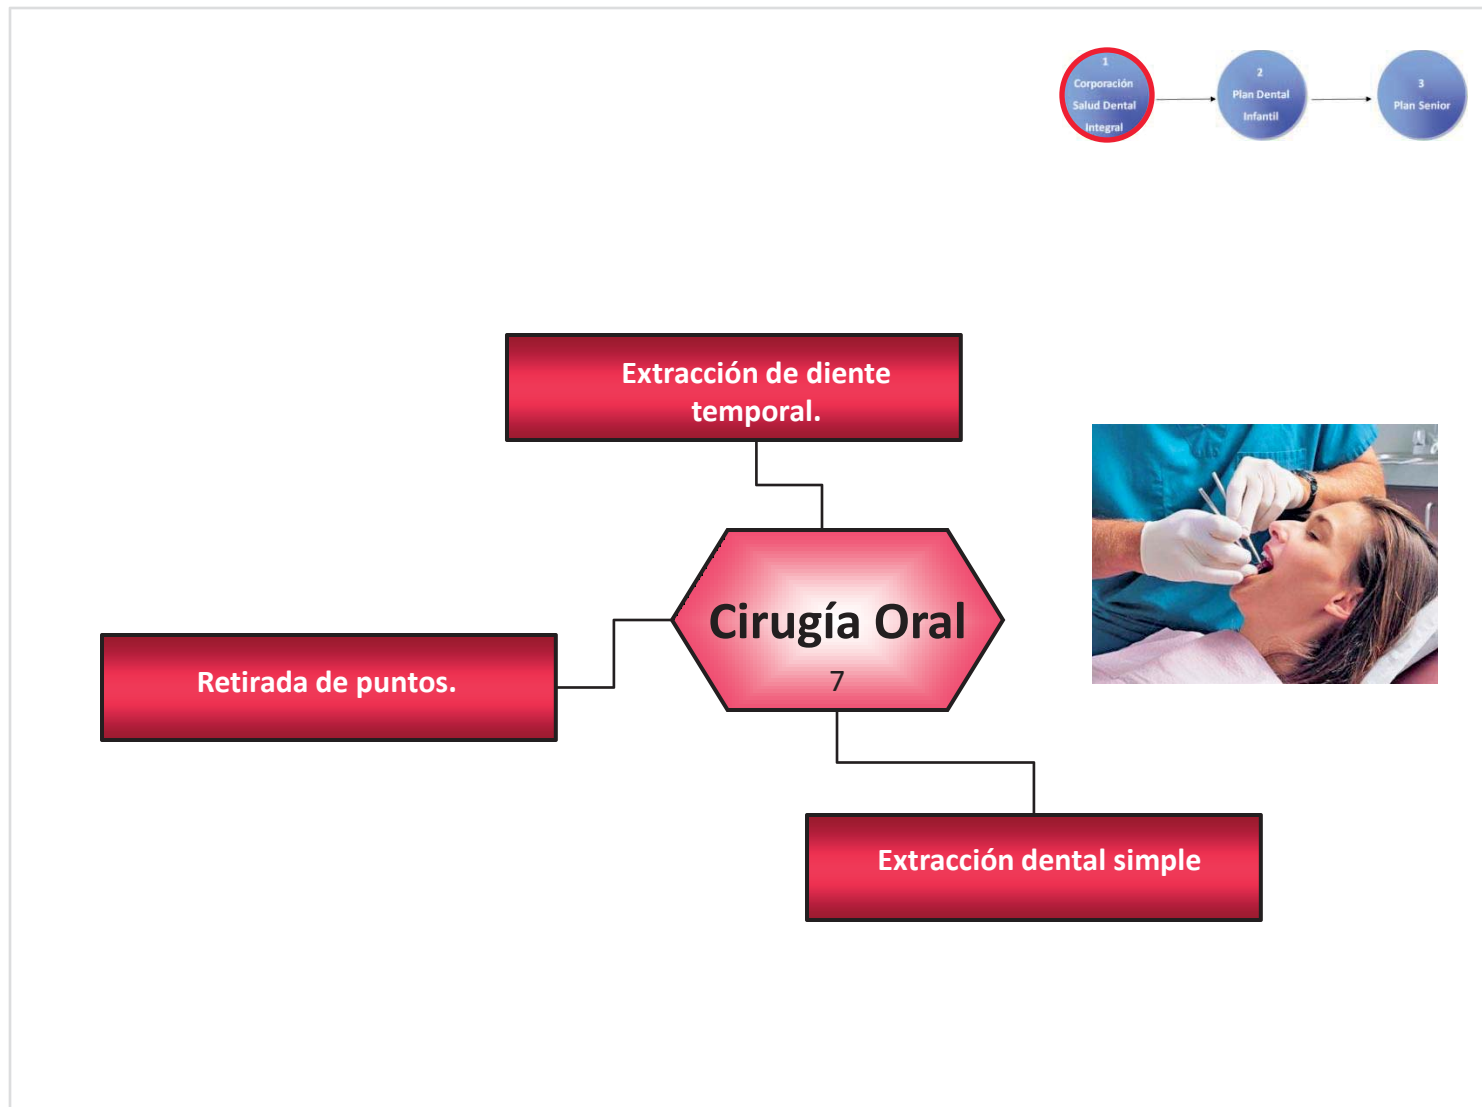 1
Corporación
Salud Dental
Integral
2
Plan Dental
Infantil
3
Plan Senior
Extracción de diente
temporal.
Cirugía Oral
7
Retirada de puntos.
Extracción dental simple